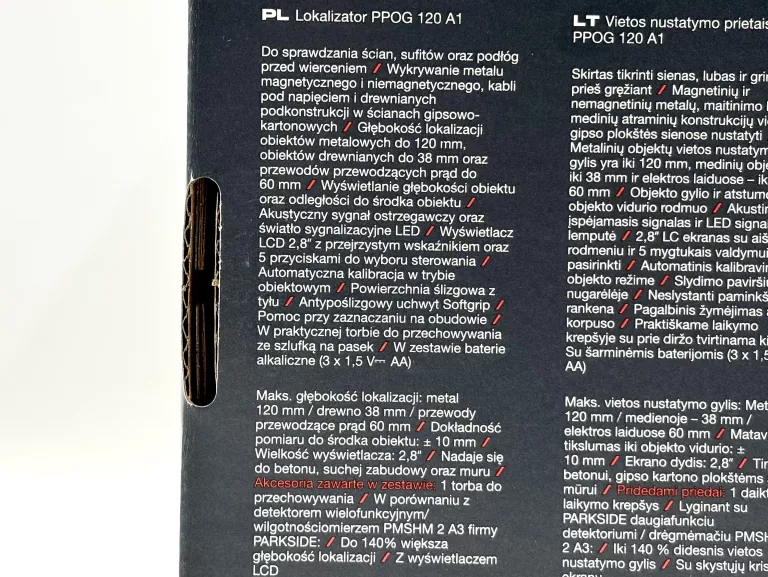 PL Lokalizator PPOG 120 A1
Do sprawdzania ścian, sufitów oraz podłóg
przed wierceniem / Wykrywanie metalu
magnetycznego i niemagnetycznego, kabli
pod napięciem i drewnianych
podkonstrukcji w ścianach gipsowo-
kartonowych / Głębokość lokalizacji
obiektów metalowych do 120 mm,
obiektów drewnianych do 38 mm oraz
przewodów przewodzących prąd do
60 mm / Wyświetlanie głębokości obiektu
oraz odległości do środka obiektu /
Akustyczny sygnał ostrzegawczy oraz
światło sygnalizacyjne LED / Wyświetlacz
LCD 2,8" z przejrzystym wskaźnikiem oraz
5 przyciskami do wyboru sterowania /
Automatyczna kalibracja w trybie
obiektowym / Powierzchnia ślizgowa z
tyłu / Antypoślizgowy uchwyt Softgrip /
Pomoc przy zaznaczaniu na obudowie /
W praktycznej torbie do przechowywania
ze szlufką na pasek / W zestawie baterie
alkaliczne (3 x 1,5 V⎓ AA)
Maks. głębokość lokalizacji: metal
120 mm / drewno 38 mm / przewody
przewodzące prąd 60 mm / Dokładność
pomiaru do środka obiektu: ± 10 mm /
Wielkość wyświetlacza: 2,8" / Nadaje się
do betonu, suchej zabudowy oraz muru /
Akcesoria zawarte w zestawie: 1 torba do
przechowywania / W porównaniu z
detektorem wielofunkcyjnym/
wilgotnościomierzem PMSHM 2 A3 firmy
PARKSIDE: / Do 140% większa
głębokość lokalizacji / Z wyświetlaczem
LCD
LT Vietos nustatymo prietais
PPOG 120 A1
Skirtas tikrinti sienas, lubas ir grin
prieš gręžiant / Magnetinių ir
nemagnetinių metalų, maitinimo
medinių atraminių konstrukcijų vi
gipso plokštės sienose nustatyti
Metalinių objektų vietos nustatym
gylis yra iki 120 mm, medinių obje
iki 38 mm ir elektros laiduose – ik
60 mm / Objekto gylio ir atstumo
objekto vidurio rodmuo / Akustin
įspėjamasis signalas ir LED signa
lemputė / 2,8" LC ekranas su aiš
rodmeniu ir 5 mygtukais valdymui
pasirinkti / Automatinis kalibravim
objekto režime / Slydimo paviršiu
nugarėlėje / Neslystanti paminkš
rankena / Pagalbinis žymėjimas
korpuso / Praktiškame laikymo
krepšyje su prie diržo tvirtinama ki
Su šarminėmis baterijomis (3 x 1,5
AA)
Maks. vietos nustatymo gylis: Met
120 mm / medienoje – 38 mm /
elektros laiduose 60 mm / Matav
tikslumas iki objekto vidurio: ±
10 mm / Ekrano dydis: 2,8" / Tin
betonui, gipso kartono plokštėms
mūrui / Pridedami priedai: 1 daikt
laikymo krepšys / Lyginant su
PARKSIDE daugiafunkciu
detektoriumi / drėgmėmačiu PMSH
2 A3: / Iki 140 % didesnis vietos
nustatymo gylis / Su skystųjų kris
ekranu